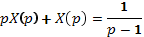 pX(p) + X(p) = 1/(p − 1)